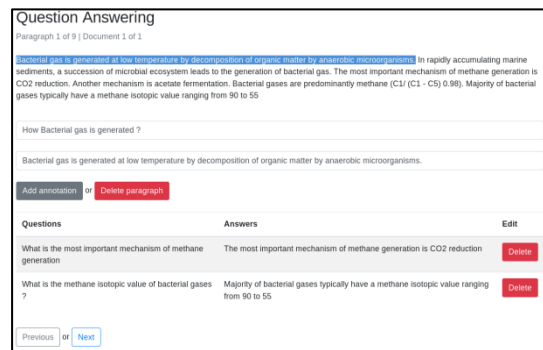 Question Answering
Paragraph 1 of 9 | Document 1 of 1
Bacterial gas is generated at low temperature by decomposition of organic matter by anaerobic microorganisms. In rapidly accumulating marine
sediments, a succession of microbial ecosystem leads to the generation of bacterial gas. The most important mechanism of methane generation is
CO2 reduction. Another mechanism is acetate fermentation. Bacterial gases are predominantly methane (C1/ (C1 - C5) 0.98). Majority of bacterial
gases typically have a methane isotopic value ranging from 90 to 55
How Bacterial gas is generated ?
Bacterial gas is generated at low temperature by decomposition of organic matter by anaerobic microorganisms.
Add annotation or Delete paragraph
Questions Answers Edit
What is the most important mechanism of methane The most important mechanism of methane generation is CO2 reduction Delete
generation
What is the methane isotopic value of bacterial gases Majority of bacterial gases typically have a methane isotopic value ranging Delete
? from 90 to 55
Previous or Next